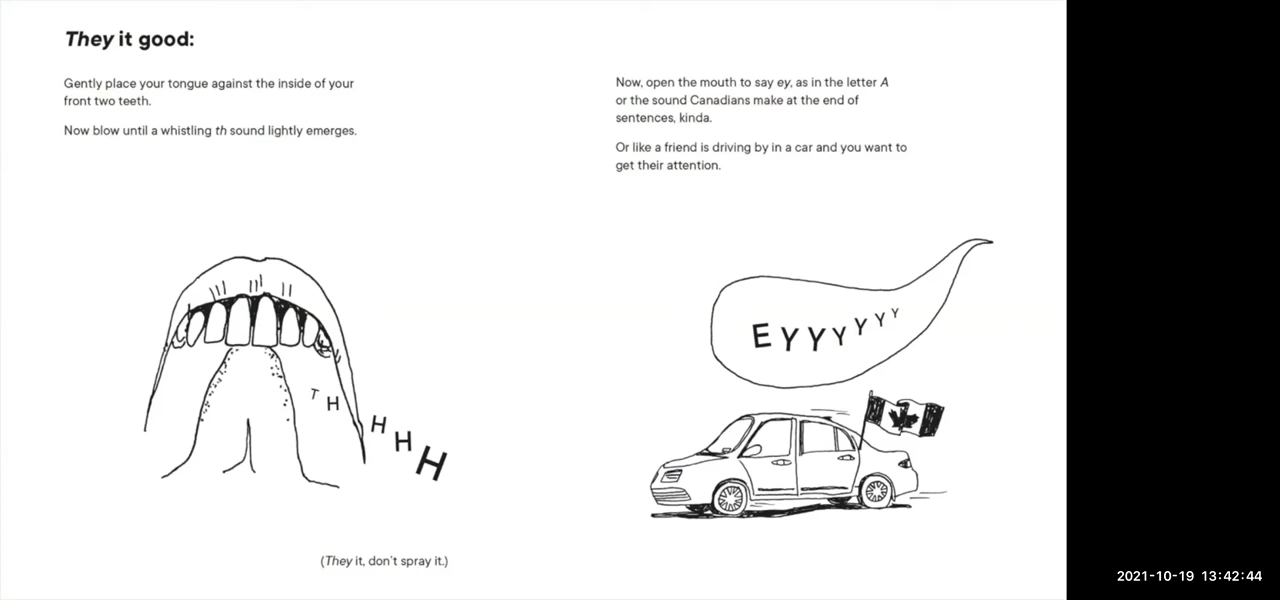 They it good:
Gently place your tongue against the inside of your
front two teeth.
Now blow until a whistling th sound lightly emerges.
T H H H H
(They it, don't spray it.)
Now, open the mouth to say ey, as in the letter A
or the sound Canadians make at the end of
sentences, kinda.
Or like a friend is driving by in a car and you want to
get their attention.
EYYYYYY
2021-10-19 13:42:44